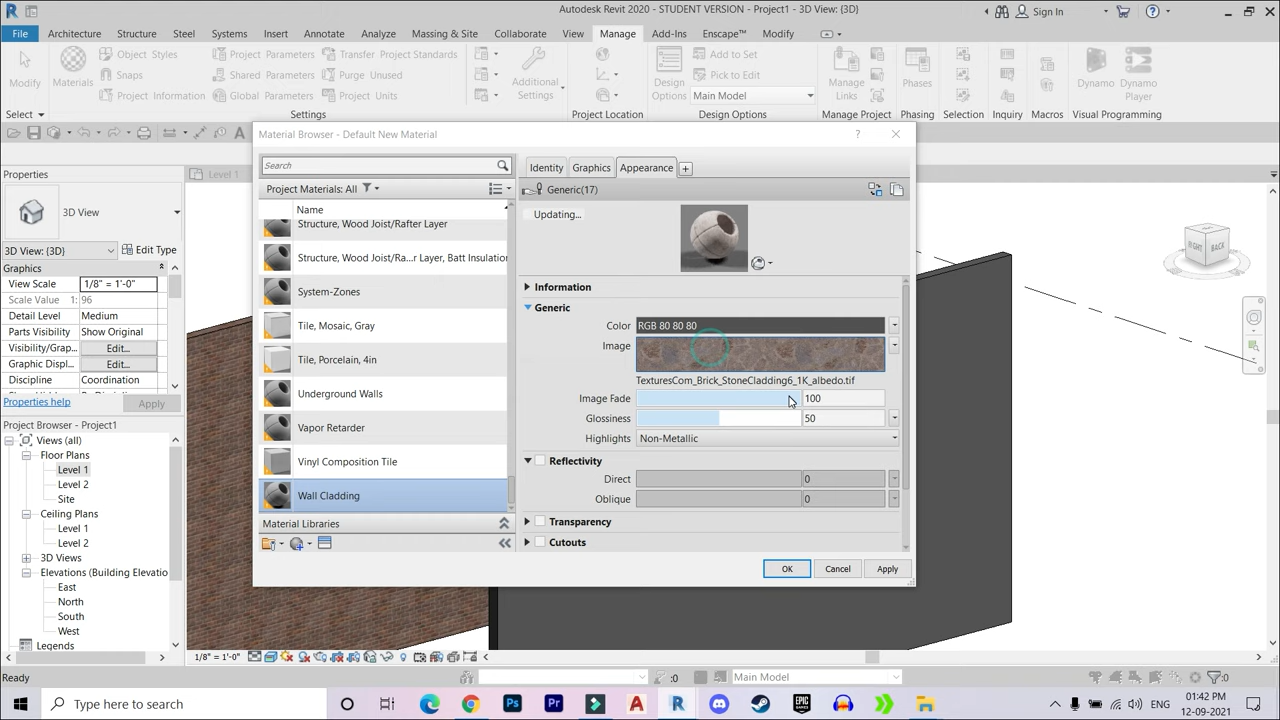 Autodesk Revit 2020 - STUDENT VERSION - Project1 - 3D View: {3D}
Sign In
File Architecture Structure Steel Systems Insert Annotate Analyze Massing & Site Collaborate View Manage Add-Ins Enscape™ Modify
Modify
Materials
Object Styles
Snaps
Project Information
Project Parameters
Shared Parameters
Global Parameters
Transfer Project Standards
Purge Unused
Project Units
Additional Settings
Design Options
Add to Set
Pick to Edit
Main Model
Manage Links
Phases
Dynamo
Dynamo Player
Select
Settings
Project Location
Design Options
Manage Project
Phasing
Selection
Inquiry
Macros
Visual Programming
Properties
3D View
3D View: {3D}
Edit Type
Graphics
View Scale 1/8" = 1'-0"
Scale Value 1: 96
Detail Level Medium
Parts Visibility Show Original
Visibility/Grap... Edit...
Graphic Displ... Edit...
Discipline Coordination
Properties help
Apply
Project Browser - Project1
Views (all)
Floor Plans
Level 1
Level 2
Site
Ceiling Plans
Level 1
Level 2
3D Views
Elevations (Building Elevatio
East
North
South
West
Legends
Level 1
Material Browser - Default New Material
?
Search
Project Materials: All
Name
Structure, Wood Joist/Rafter Layer
Structure, Wood Joist/Ra...r Layer, Batt Insulation
System-Zones
Tile, Mosaic, Gray
Tile, Porcelain, 4in
Underground Walls
Vapor Retarder
Vinyl Composition Tile
Wall Cladding
Material Libraries
Identity Graphics Appearance
Generic(17)
Updating...
Information
Generic
Color RGB 80 80 80
Image
TexturesCom_Brick_StoneCladding6_1K_albedo.tif
Image Fade 100
Glossiness 50
Highlights Non-Metallic
Reflectivity
Direct 0
Oblique 0
Transparency
Cutouts
OK Cancel Apply
RIGHT BACK
1/8" = 1'-0"
Ready
:0
Main Model
:0
Type here to search
01:42 PM
12-09-2021